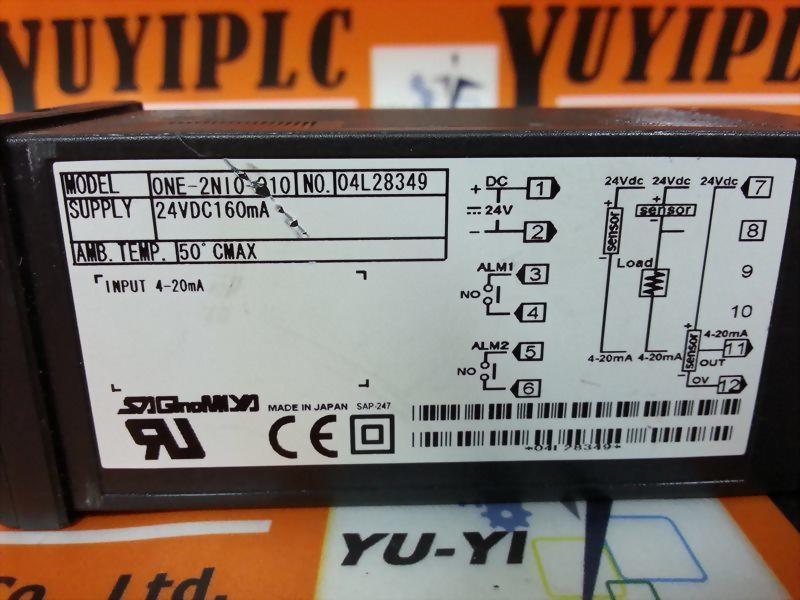 YUYIPLC YUYIPLC
MODEL ONE-2NI0- 10 NO. 04L28349
SUPPLY 24VDC160mA
AMB. TEMP. 50°CMAX
INPUT 4-20mA
SAGInoMIYA
MADE IN JAPAN SAP-247
CE
+ DC 1
24V
- 2
ALM1 3
NO 4
ALM2 5
NO 6
24Vdc 24Vdc 24Vdc 7
+ sensor -
+ sensor -
8
Load
9
10
4-20mA 4-20mA
+ sensor -
4-20mA 11
OUT
0V 12
*04L28349*
YU-YI
Co., Ltd.